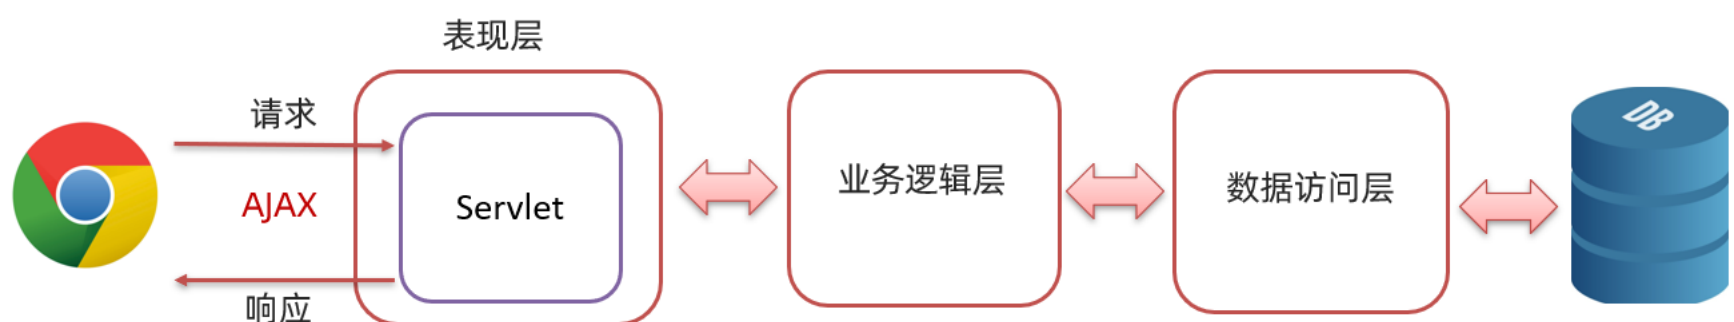 表现层
请求
AJAX
响应
Servlet
业务逻辑层
数据访问层
DB